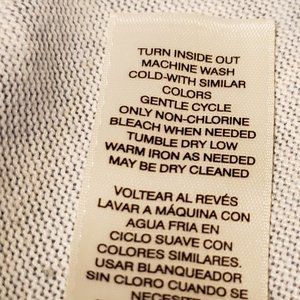 TURN INSIDE OUT
MACHINE WASH
COLD-WITH SIMILAR
COLORS
GENTLE CYCLE
ONLY NON-CHLORINE
BLEACH WHEN NEEDED
TUMBLE DRY LOW
WARM IRON AS NEEDED
MAY BE DRY CLEANED
VOLTEAR AL REVÉS
LAVAR A MÁQUINA CON
AGUA FRIA EN
CICLO SUAVE CON
COLORES SIMILARES.
USAR BLANQUEADOR
SIN CLORO CUANDO SE